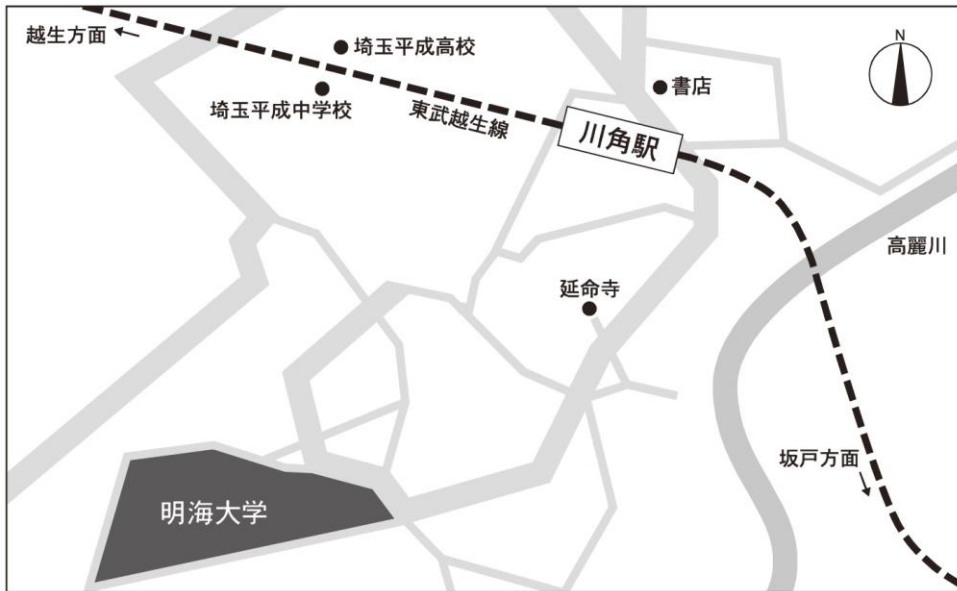 越生方面
埼玉平成高校
N
書店
埼玉平成中学校
東武越生線
川角駅
高麗川
延命寺
坂戸方面
明海大学